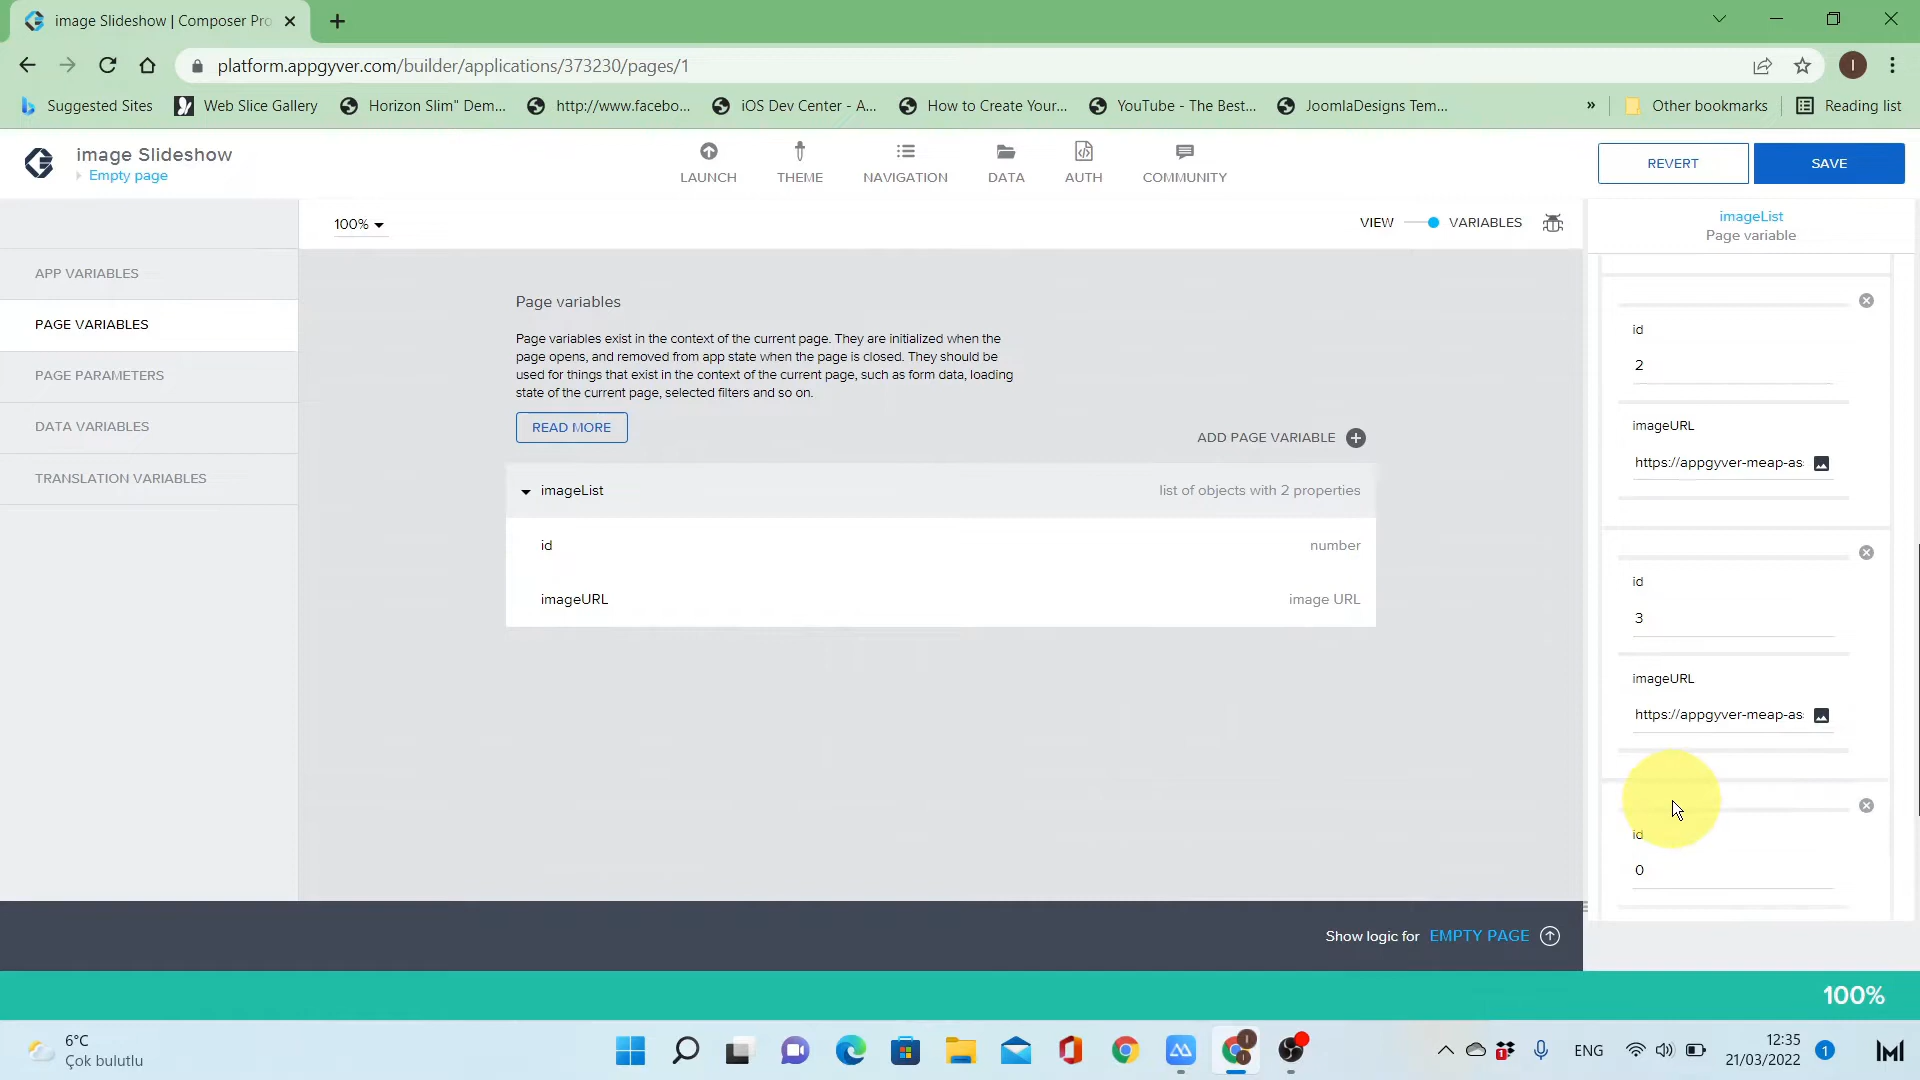 image Slideshow | Composer Pro
platform.appgyver.com/builder/applications/373230/pages/1
I
Suggested Sites
Web Slice Gallery
Horizon Slim" Dem...
http://www.facebo...
iOS Dev Center - A...
How to Create Your...
YouTube - The Best...
JoomlaDesigns Tem...
»
Other bookmarks
Reading list
image Slideshow
Empty page
LAUNCH
THEME
NAVIGATION
DATA
AUTH
COMMUNITY
REVERT
SAVE
100%
VIEW
VARIABLES
imageList
Page variable
APP VARIABLES
PAGE VARIABLES
PAGE PARAMETERS
DATA VARIABLES
TRANSLATION VARIABLES
Page variables
Page variables exist in the context of the current page. They are initialized when the
page opens, and removed from app state when the page is closed. They should be
used for things that exist in the context of the current page, such as form data, loading
state of the current page, selected filters and so on.
READ MORE
ADD PAGE VARIABLE
imageList
list of objects with 2 properties
id
number
imageURL
image URL
id
2
imageURL
https://appgyver-meap-as
id
3
imageURL
https://appgyver-meap-as
id
0
Show logic for EMPTY PAGE
100%
6°C
Çok bulutlu
1
ENG
12:35
21/03/2022
1